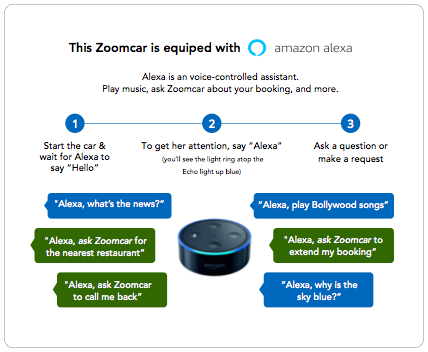 This Zoomcar is equiped with amazon alexa
Alexa is an voice-controlled assistant.
Play music, ask Zoomcar about your booking, and more.
1
2
3
Start the car &
wait for Alexa to
say "Hello"
To get her attention, say "Alexa"
(you'll see the light ring atop the
Echo light up blue)
Ask a question or
make a request
"Alexa, what's the news?"
"Alexa, play Bollywood songs"
"Alexa, ask Zoomcar for
the nearest restaurant"
"Alexa, ask Zoomcar to
extend my booking"
"Alexa, ask Zoomcar
to call me back"
"Alexa, why is the
sky blue?"
amazon